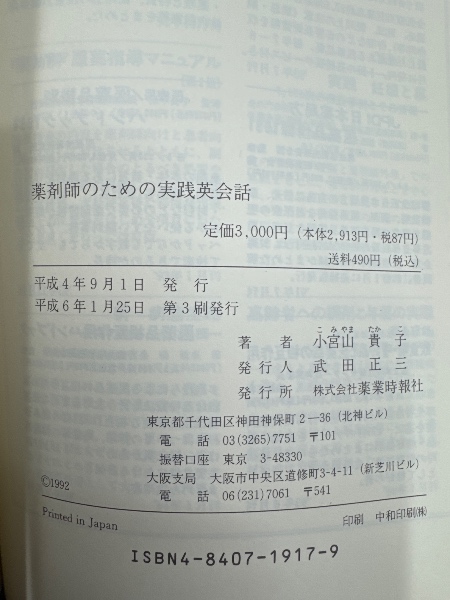 薬剤師のための実践英会話
定価3,000円(本体2,913円・税87円)
送料490円(税込)
平成4年9月1日 発行
平成6年1月25日 第3刷発行
こみやま たか こ
著者 小宮山 貴子
発行人 武田正三
発行所 株式会社薬業時報社
東京都千代田区神田神保町2―36(北神ビル)
電話 03(3265)7751 〒101
振替口座 東京 3-48330
大阪支局 大阪市中央区道修町3-4-11(新芝川ビル)
電話 06(231)7061 〒541
©1992
Printed in Japan
印刷 中和印刷㈱
ISBN4-8407-1917-9